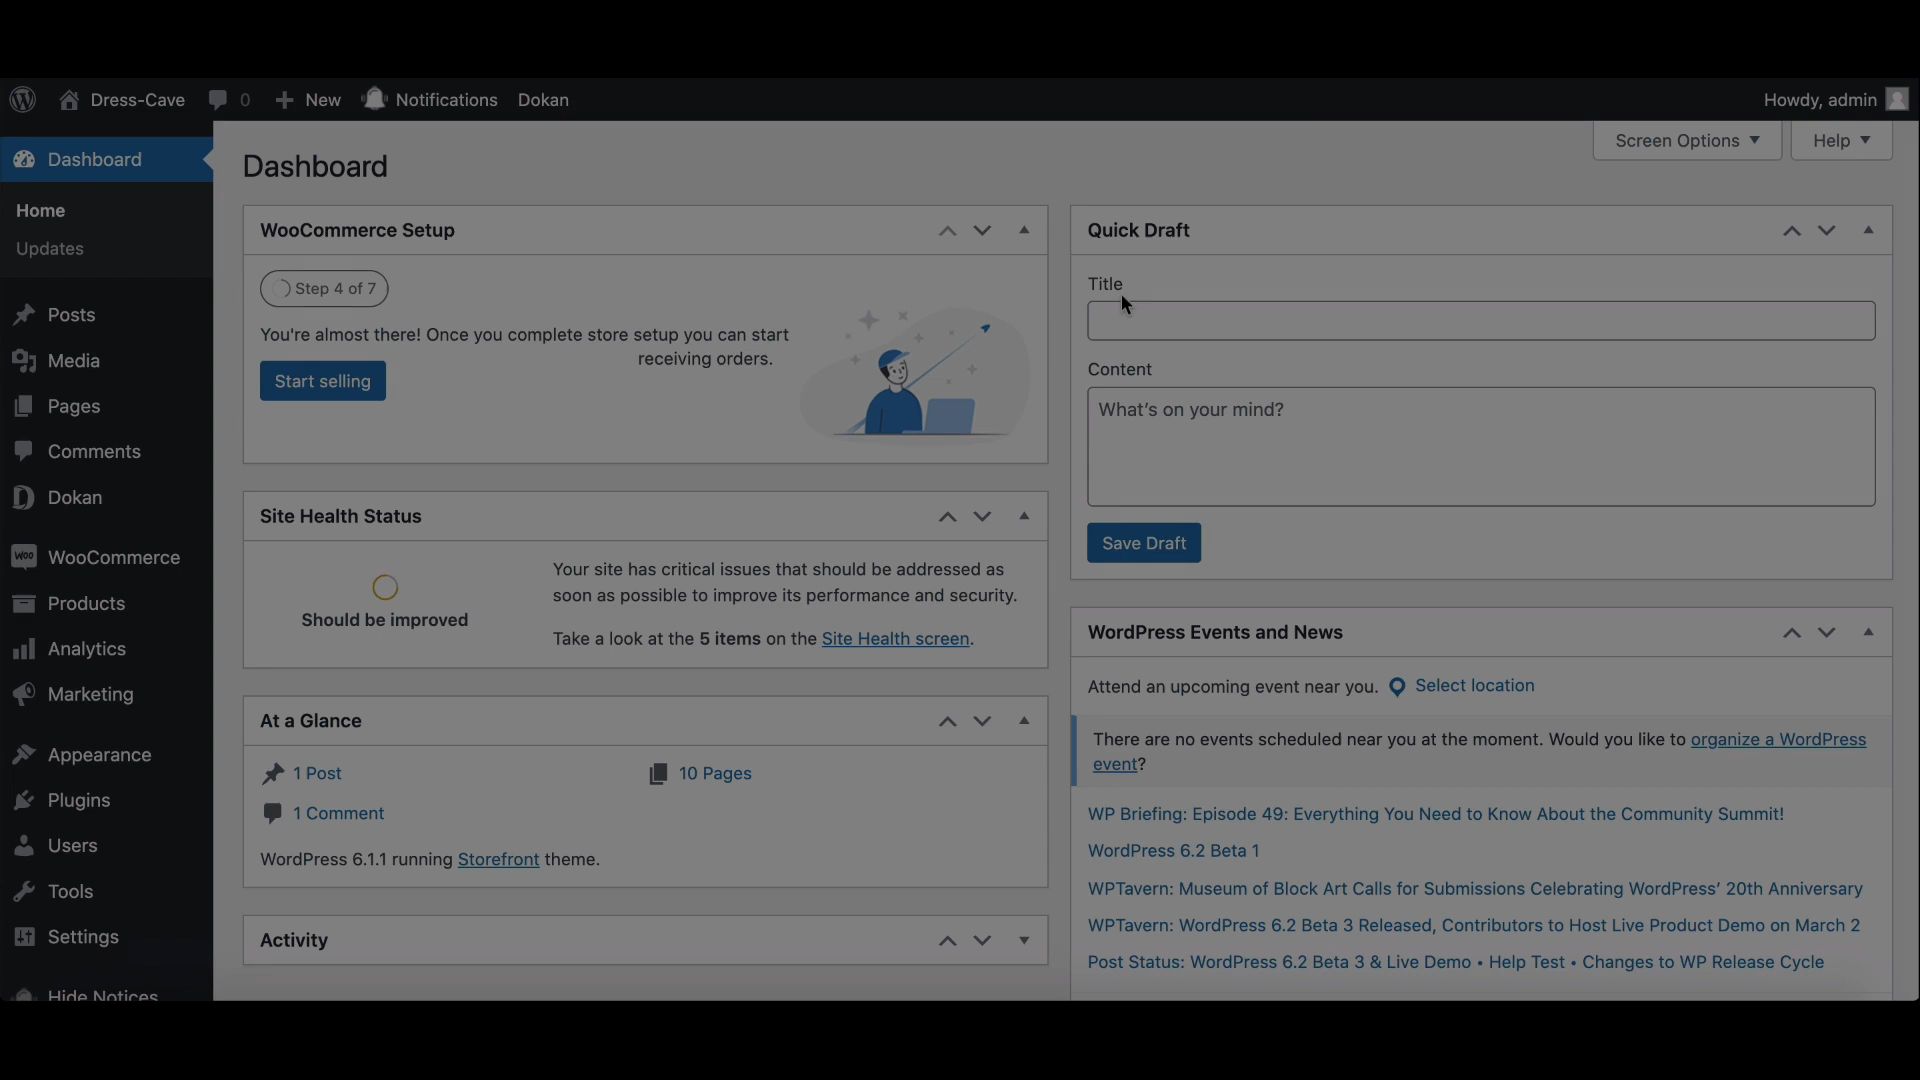 Dress-Cave 0 New Notifications Dokan Howdy, admin
Screen Options Help
Dashboard
Home
Updates
Posts
Media
Pages
Comments
Dokan
WooCommerce
Products
Analytics
Marketing
Appearance
Plugins
Users
Tools
Settings
Hide Notices
Dashboard
WooCommerce Setup
Step 4 of 7
You're almost there! Once you complete store setup you can start
receiving orders.
Start selling
Site Health Status
Should be improved
Your site has critical issues that should be addressed as
soon as possible to improve its performance and security.
Take a look at the 5 items on the Site Health screen.
At a Glance
1 Post
10 Pages
1 Comment
WordPress 6.1.1 running Storefront theme.
Activity
Quick Draft
Title
Content
What's on your mind?
Save Draft
WordPress Events and News
Attend an upcoming event near you. Select location
There are no events scheduled near you at the moment. Would you like to organize a WordPress
event?
WP Briefing: Episode 49: Everything You Need to Know About the Community Summit!
WordPress 6.2 Beta 1
WPTavern: Museum of Block Art Calls for Submissions Celebrating WordPress' 20th Anniversary
WPTavern: WordPress 6.2 Beta 3 Released, Contributors to Host Live Product Demo on March 2
Post Status: WordPress 6.2 Beta 3 & Live Demo • Help Test • Changes to WP Release Cycle